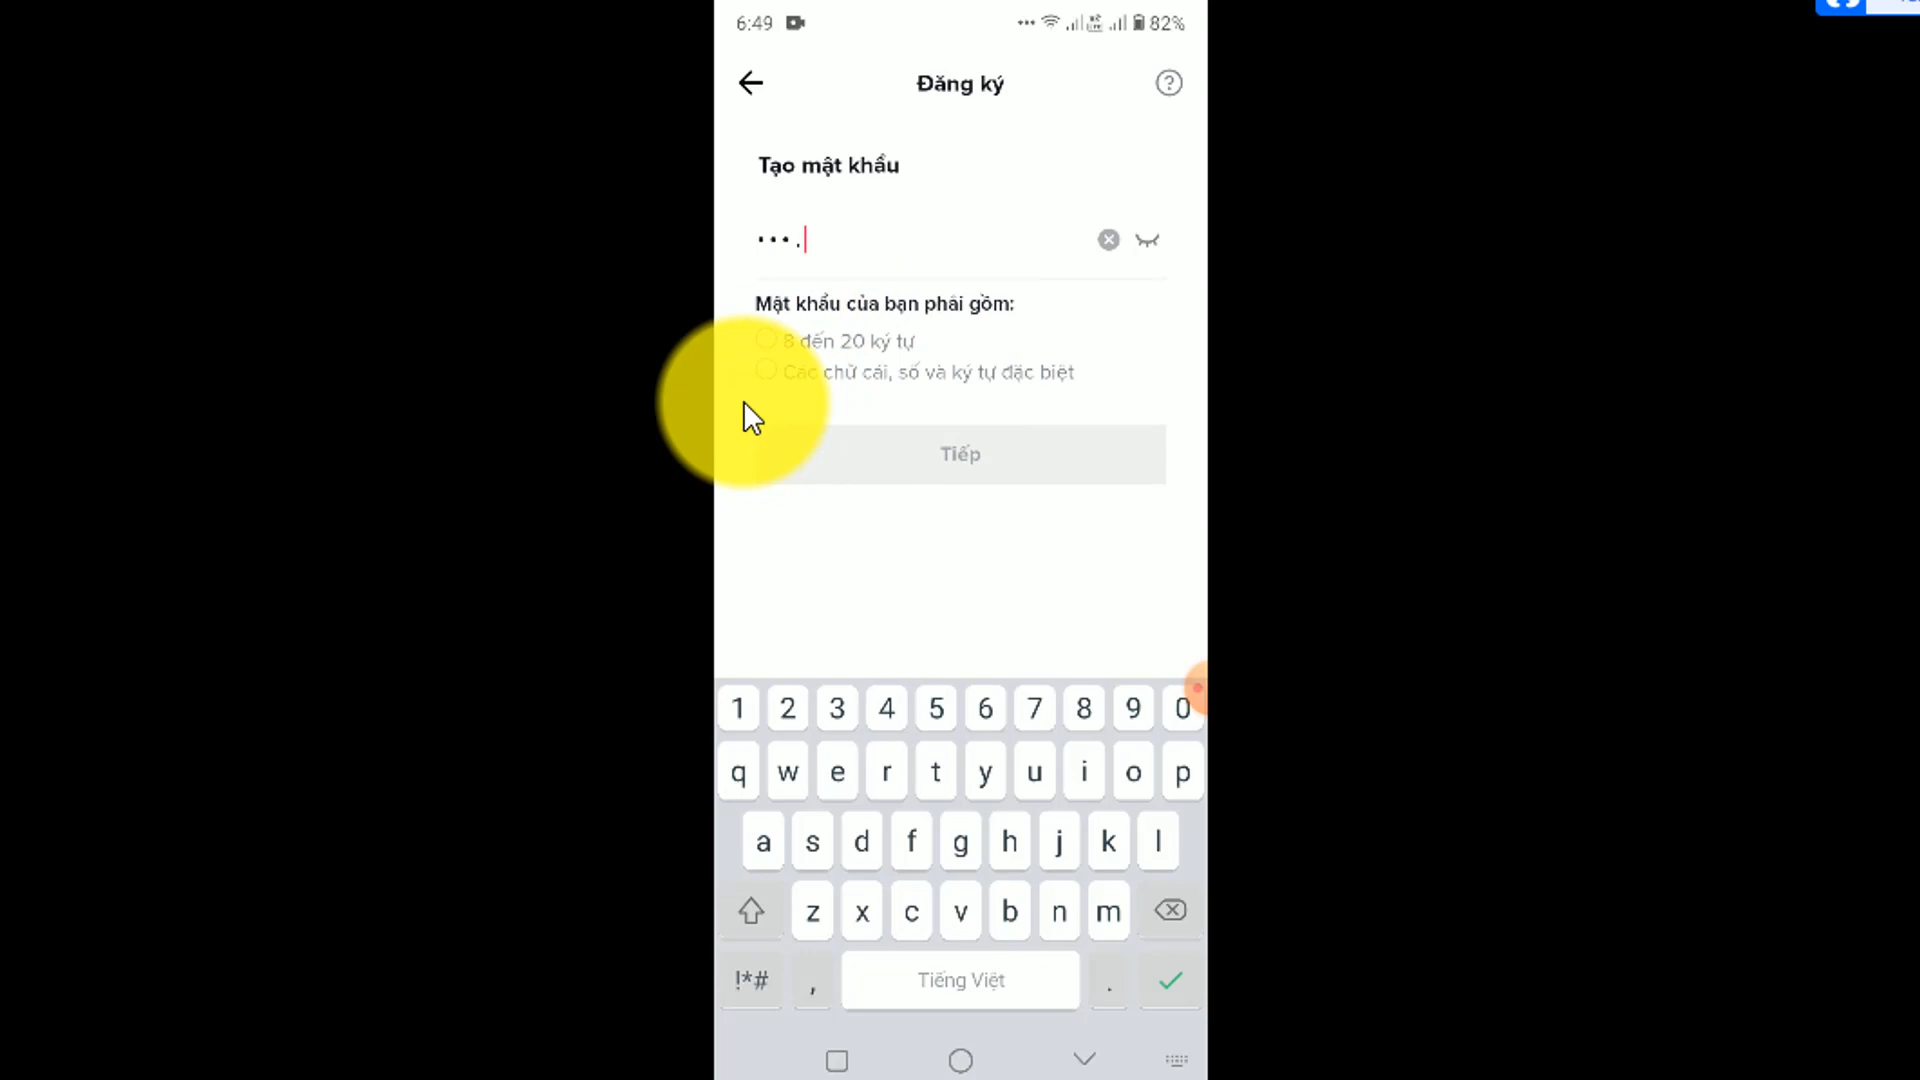 6:49
82%
Đăng ký
Tạo mật khẩu
•••.
Mật khẩu của bạn phải gồm:
8 đến 20 ký tự
Các chữ cái, số và ký tự đặc biệt
Tiếp
1 2 3 4 5 6 7 8 9 0
q w e r t y u i o p
a s d f g h j k l
z x c v b n m
!*# , Tiếng Việt .